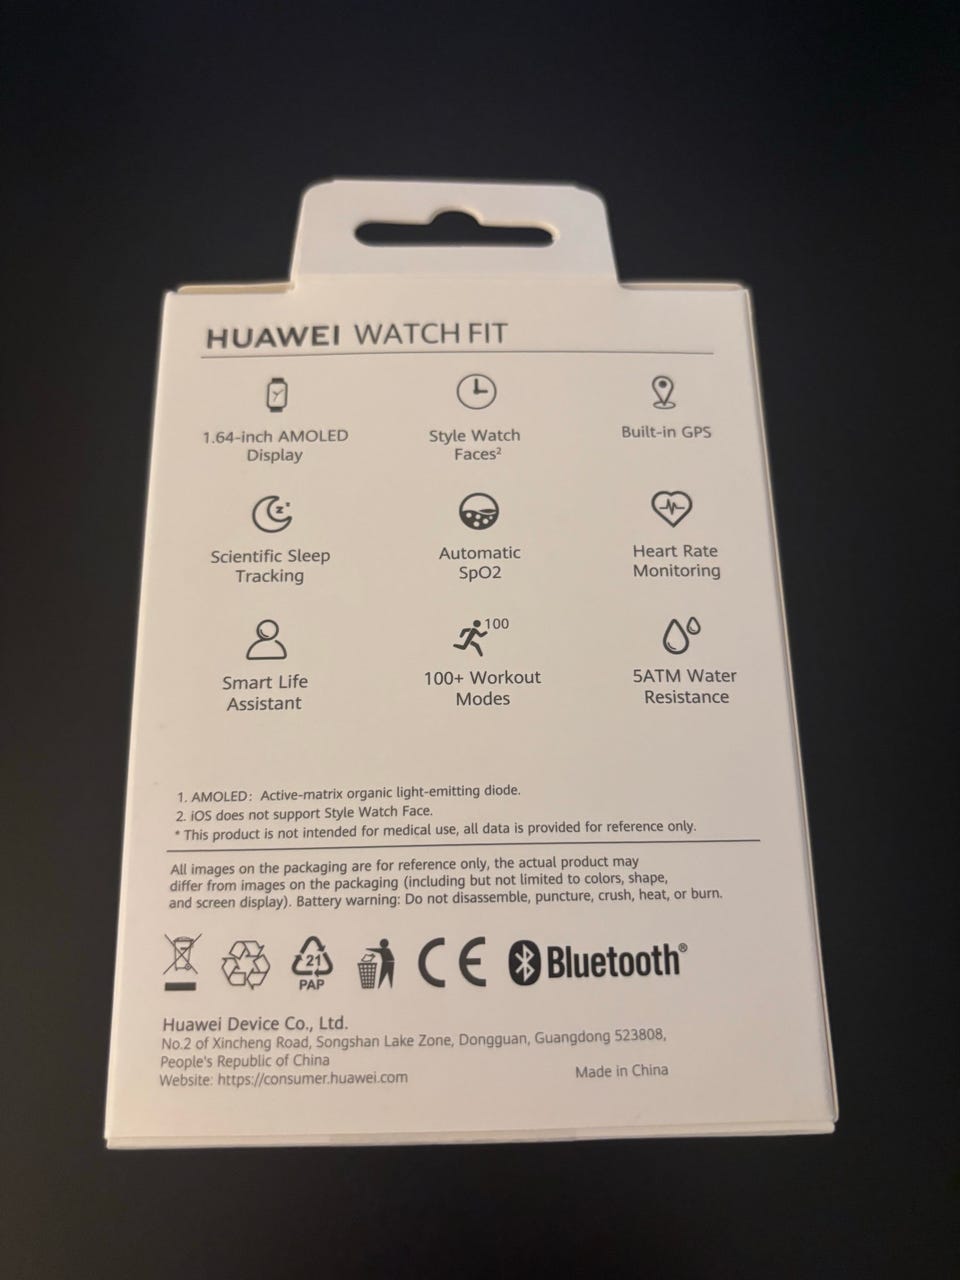 HUAWEI WATCH FIT
1.64-inch AMOLED
Display
Style Watch
Faces²
Built-in GPS
Scientific Sleep
Tracking
Automatic
SpO2
Heart Rate
Monitoring
Smart Life
Assistant
100
100+ Workout
Modes
5ATM Water
Resistance
1. AMOLED: Active-matrix organic light-emitting diode.
2. iOS does not support Style Watch Face.
* This product is not intended for medical use, all data is provided for reference only.
All images on the packaging are for reference only, the actual product may
differ from images on the packaging (including but not limited to colors, shape,
and screen display). Battery warning: Do not disassemble, puncture, crush, heat, or burn.
21
PAP
CE
Bluetooth®
Huawei Device Co., Ltd.
No.2 of Xincheng Road, Songshan Lake Zone, Dongguan, Guangdong 523808,
People's Republic of China
Website: https://consumer.huawei.com
Made in China